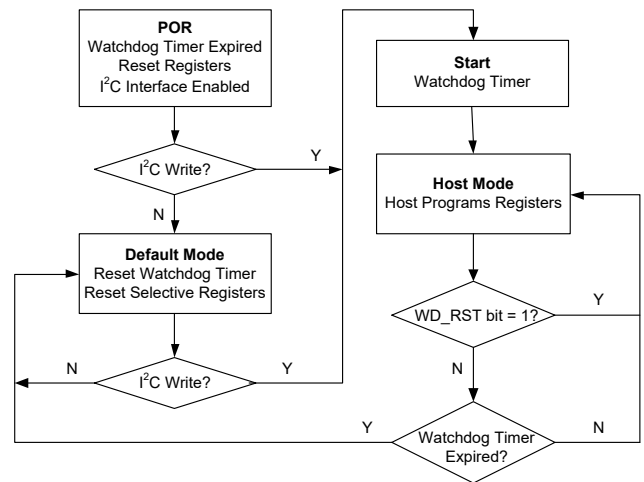 POR
Watchdog Timer Expired
Reset Registers
I²C Interface Enabled
I²C Write?
Y
N
Default Mode
Reset Watchdog Timer
Reset Selective Registers
I²C Write?
N
Y
Start
Watchdog Timer
Host Mode
Host Programs Registers
WD_RST bit = 1?
Y
N
Watchdog Timer
Expired?
Y
N